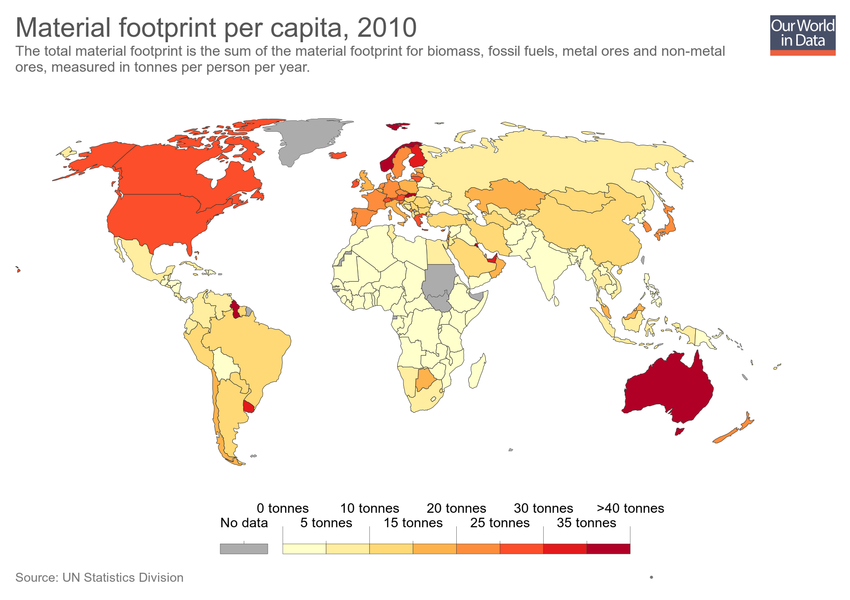 Material footprint per capita, 2010
The total material footprint is the sum of the material footprint for biomass, fossil fuels, metal ores and non-metal
ores, measured in tonnes per person per year.
Our World
in Data
0 tonnes 10 tonnes 20 tonnes 30 tonnes >40 tonnes
No data 5 tonnes 15 tonnes 25 tonnes 35 tonnes
Source: UN Statistics Division